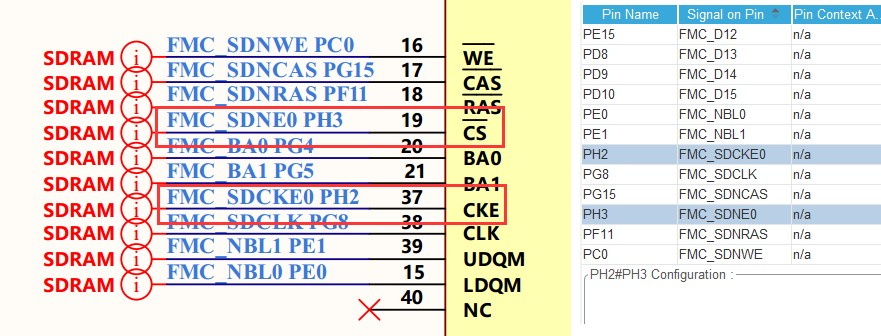 FMC_SDNWE PC0 16 WE
SDRAM i FMC_SDNCAS PG15 17 CAS
SDRAM i FMC_SDNRAS PF11 18 RAS
SDRAM i FMC_SDNE0 PH3 19 CS
SDRAM i FMC_BA0 PG4 20 BA0
SDRAM i FMC_BA1 PG5 21 BA1
SDRAM i FMC_SDCKE0 PH2 37 CKE
SDRAM i FMC_SDCLK PG8 38 CLK
SDRAM i FMC_NBL1 PE1 39 UDQM
SDRAM i FMC_NBL0 PE0 15 LDQM
SDRAM i 40 NC
Pin Name Signal on Pin Pin Context A..
PE15 FMC_D12 n/a
PD8 FMC_D13 n/a
PD9 FMC_D14 n/a
PD10 FMC_D15 n/a
PE0 FMC_NBL0 n/a
PE1 FMC_NBL1 n/a
PH2 FMC_SDCKE0 n/a
PG8 FMC_SDCLK n/a
PG15 FMC_SDNCAS n/a
PH3 FMC_SDNE0 n/a
PF11 FMC_SDNRAS n/a
PC0 FMC_SDNWE n/a
PH2#PH3 Configuration :